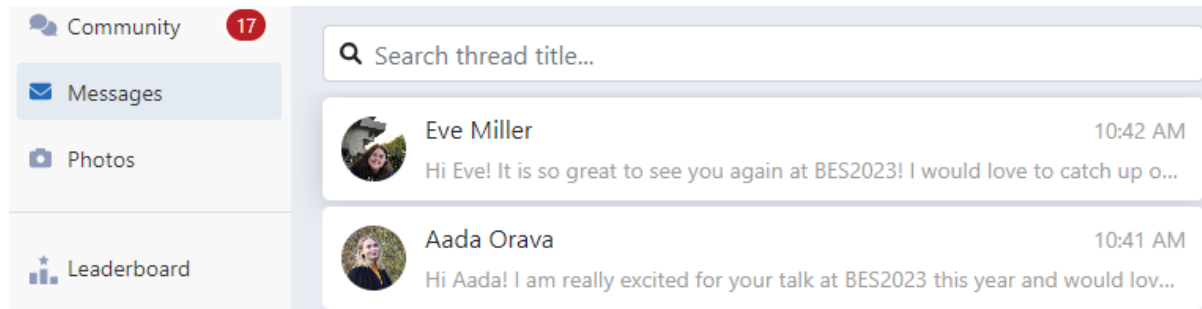 Community 17
Messages
Photos
Leaderboard
Search thread title...
Eve Miller 10:42 AM
Hi Eve! It is so great to see you again at BES2023! I would love to catch up o...
Aada Orava 10:41 AM
Hi Aada! I am really excited for your talk at BES2023 this year and would lov...